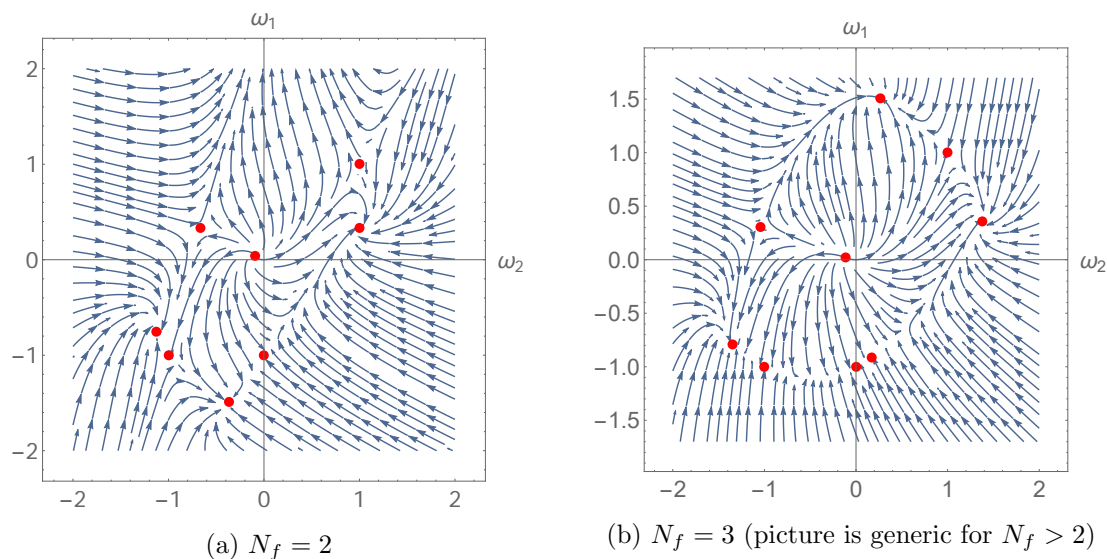 ω₁
2
1
0
−1
−2
−2 −1 0 1 2
ω₂
(a) N_f = 2
ω₁
1.5
1.0
0.5
0.0
−0.5
−1.0
−1.5
−2 −1 0 1 2
ω₂
(b) N_f = 3 (picture is generic for N_f > 2)